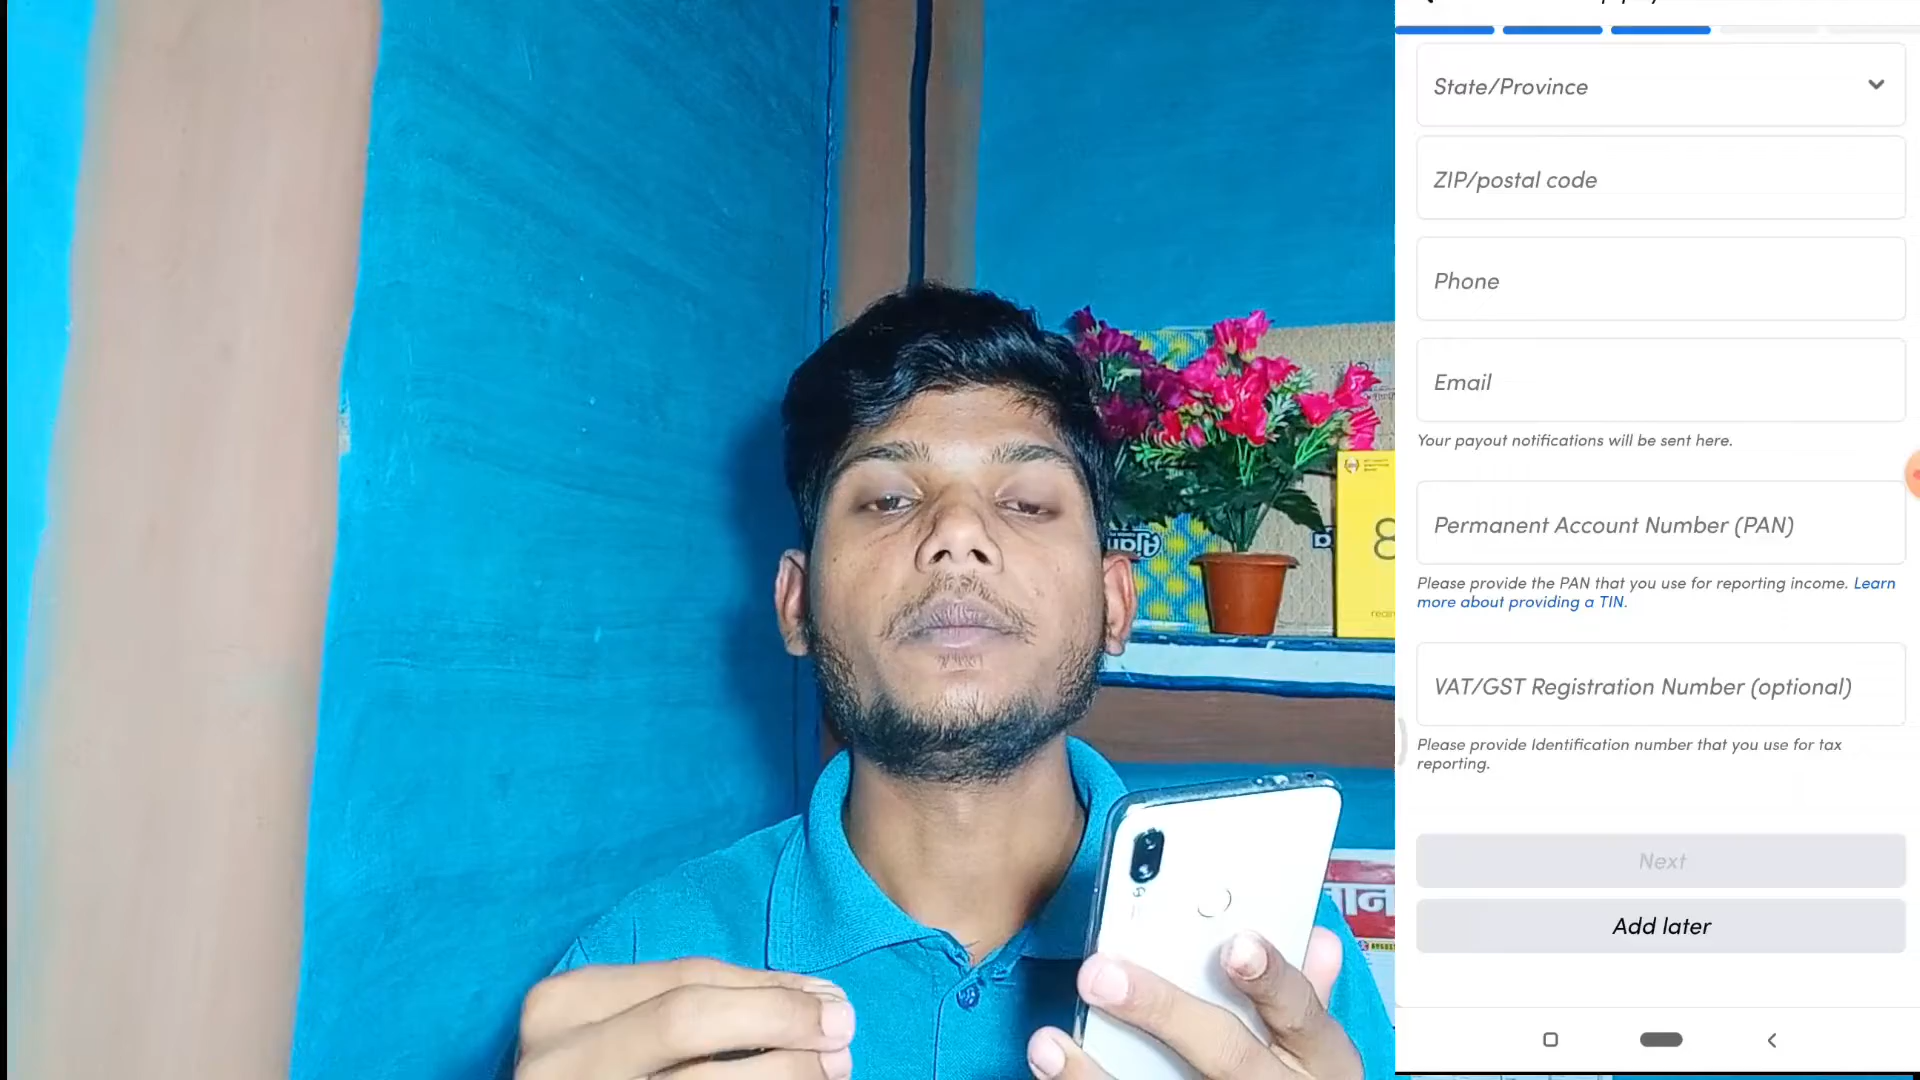 State/Province
ZIP/postal code
Phone
Email
Your payout notifications will be sent here.
Permanent Account Number (PAN)
Please provide the PAN that you use for reporting income. Learn
more about providing a TIN.
VAT/GST Registration Number (optional)
Please provide Identification number that you use for tax
reporting.
Next
Add later
8